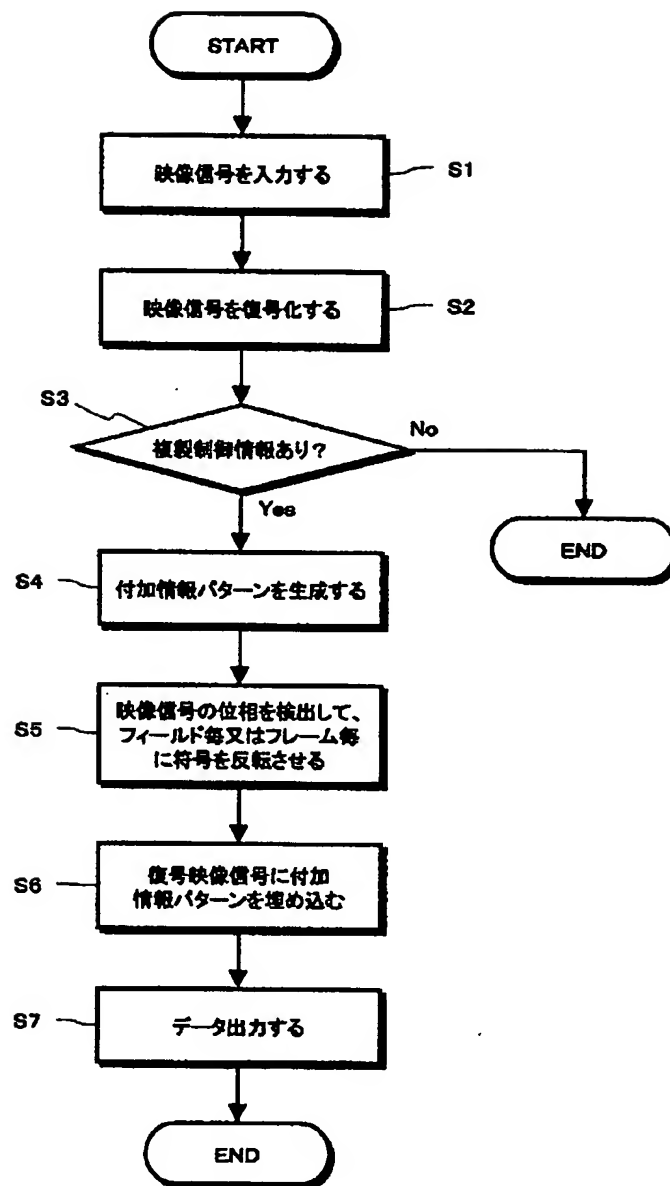 START
映像信号を入力する
S1
映像信号を復号化する
S2
S3
複製制御情報あり?
No
Yes
END
S4
付加情報パターンを生成する
S5
映像信号の位相を検出して、
フィールド毎又はフレーム毎
に符号を反転させる
S6
復号映像信号に付加
情報パターンを埋め込む
S7
データ出力する
END